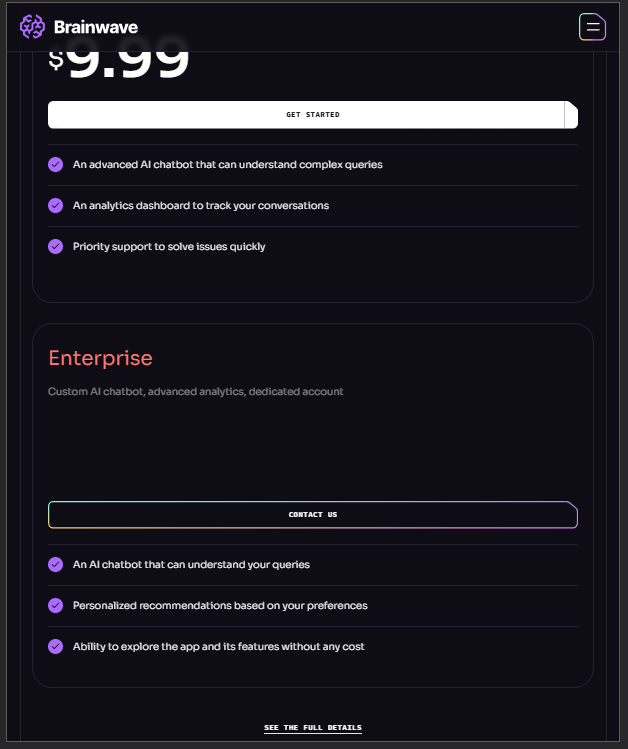 Brainwave
$9.99
GET STARTED
An advanced AI chatbot that can understand complex queries
An analytics dashboard to track your conversations
Priority support to solve issues quickly
Enterprise
Custom AI chatbot, advanced analytics, dedicated account
CONTACT US
An AI chatbot that can understand your queries
Personalized recommendations based on your preferences
Ability to explore the app and its features without any cost
SEE THE FULL DETAILS